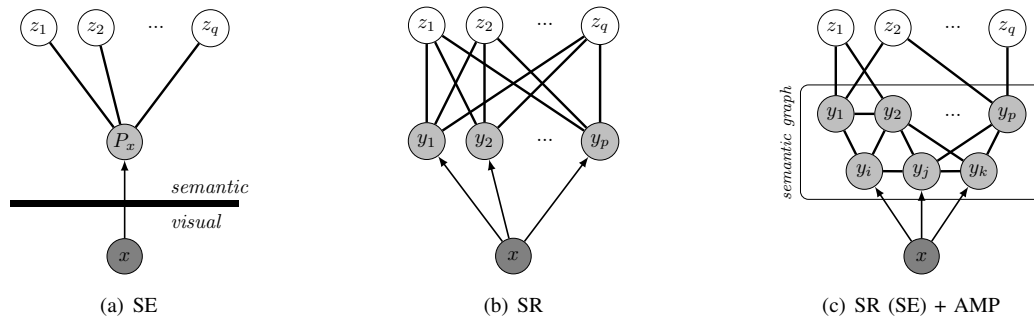 z1 z2 ... zq
Px
semantic
visual
x
(a) SE
z1 z2 ... zq
y1 y2 ... yp
x
(b) SR
z1 z2 ... zq
semantic graph
y1 y2 ... yp
yi yj yk
x
(c) SR (SE) + AMP